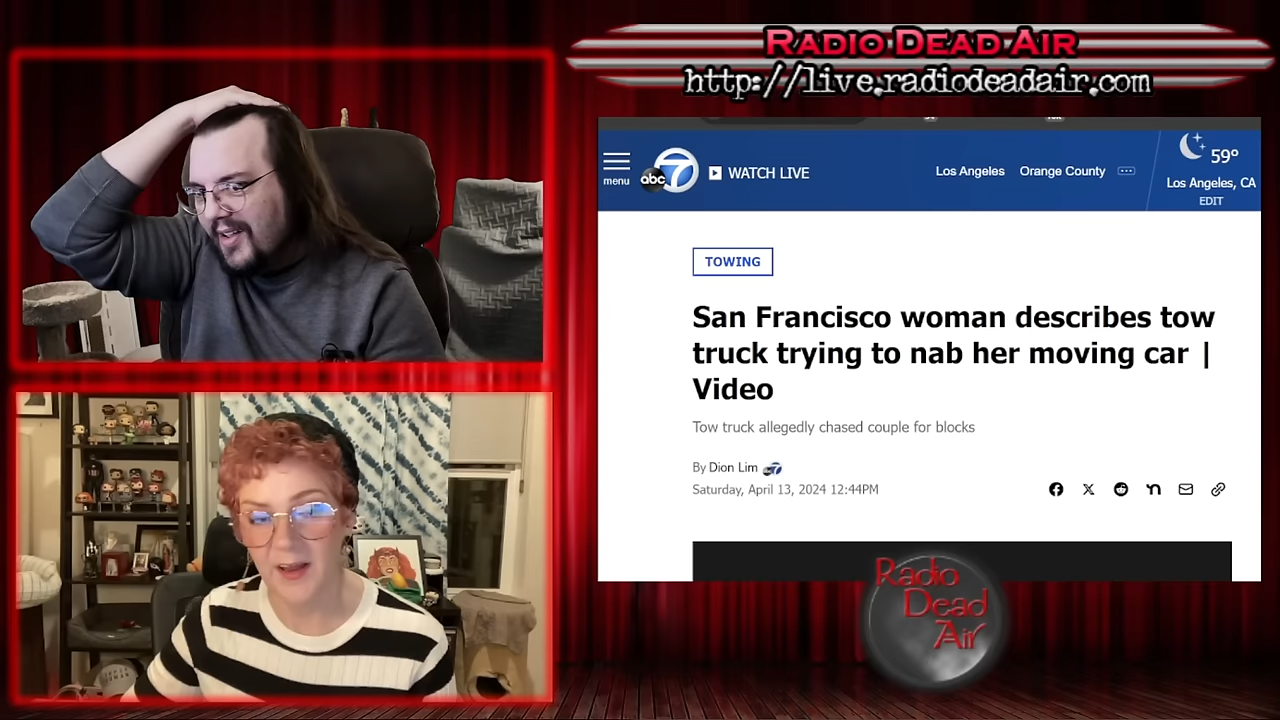 RADIO DEAD AIR
http://live.radiodeadair.com
menu
abc 7
WATCH LIVE
Los Angeles
Orange County
59°
Los Angeles, CA
EDIT
TOWING
San Francisco woman describes tow
truck trying to nab her moving car |
Video
Tow truck allegedly chased couple for blocks
By Dion Lim
Saturday, April 13, 2024 12:44PM
Radio
Dead
Air